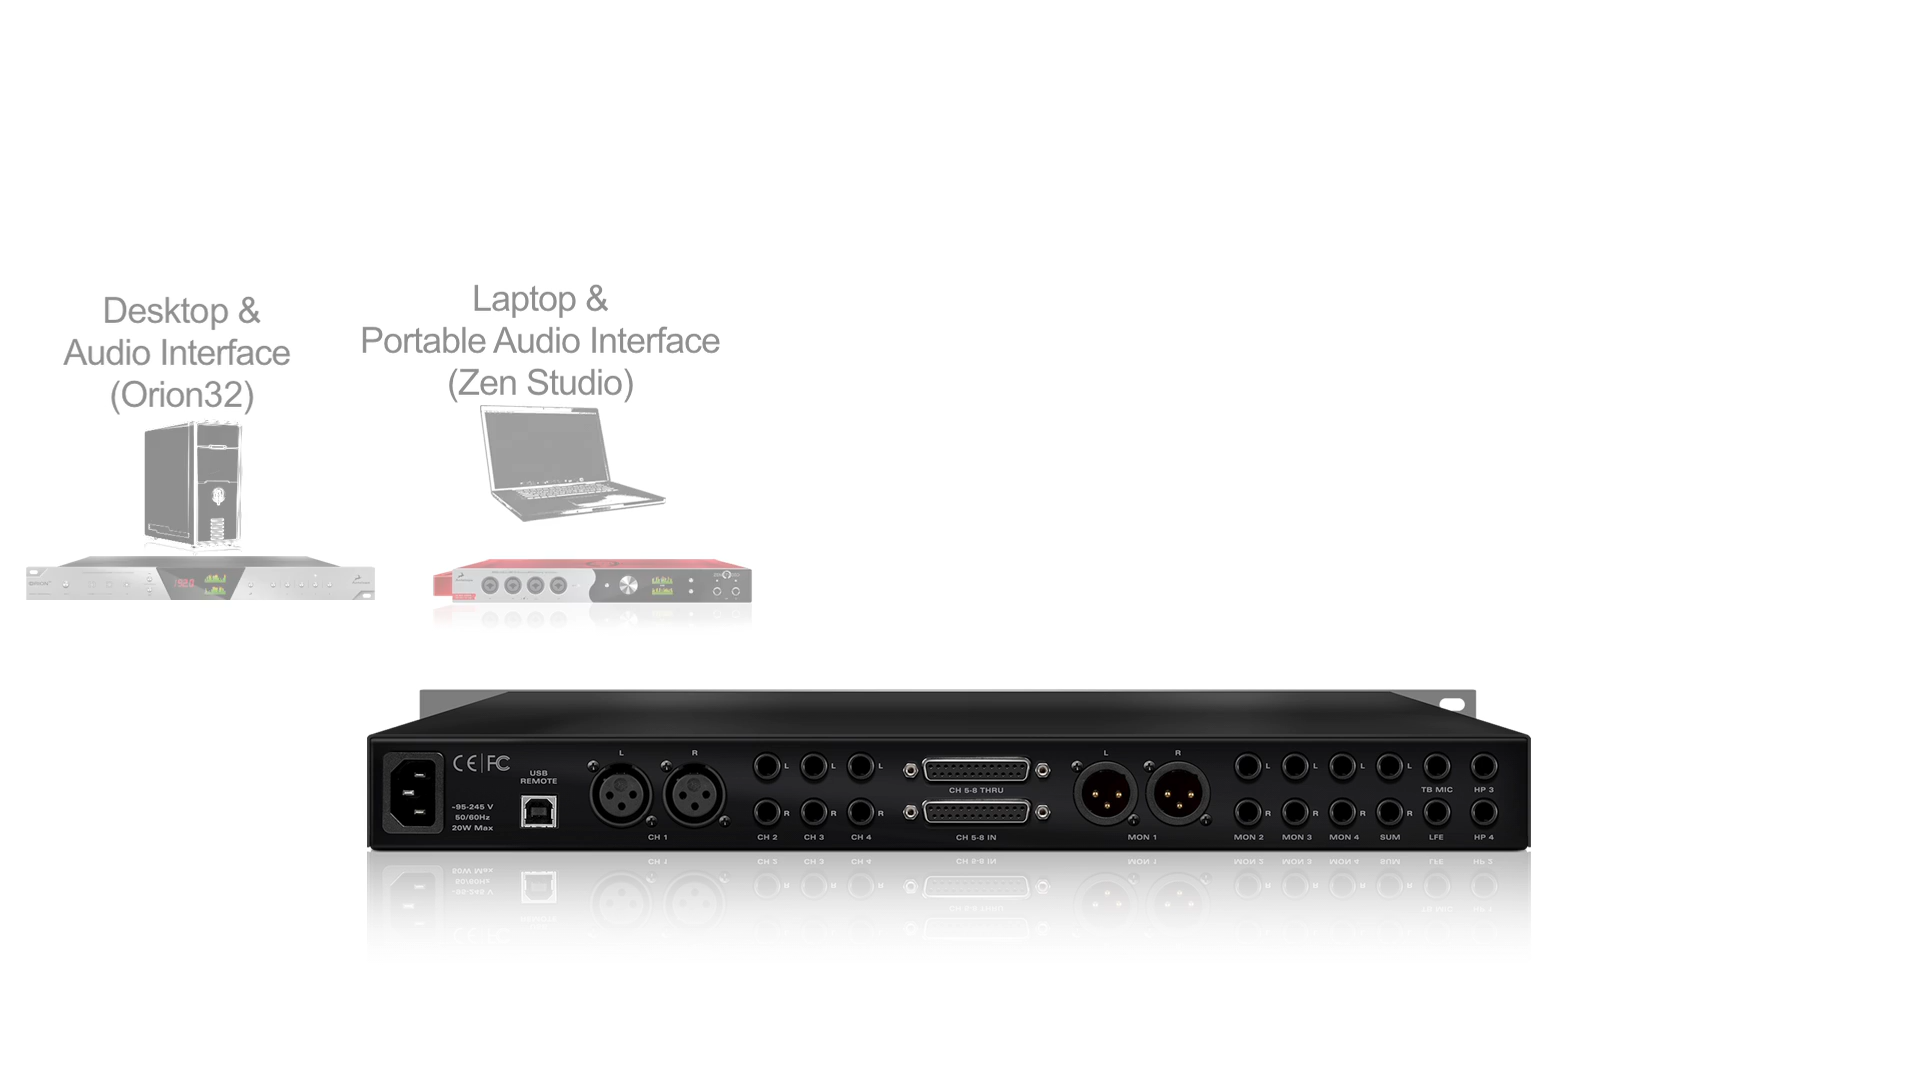 Desktop &
Audio Interface
(Orion32)
Laptop &
Portable Audio Interface
(Zen Studio)
CE FC
USB
REMOTE
~95-245 V
50/60Hz
20W Max
L R
CH 1
L L L
R R R
CH 2 CH 3 CH 4
CH 5-8 THRU
CH 5-8 IN
L R
MON 1
L L L L
TB MIC HP 3
R R R R
MON 2 MON 3 MON 4 SUM LFE HP 4